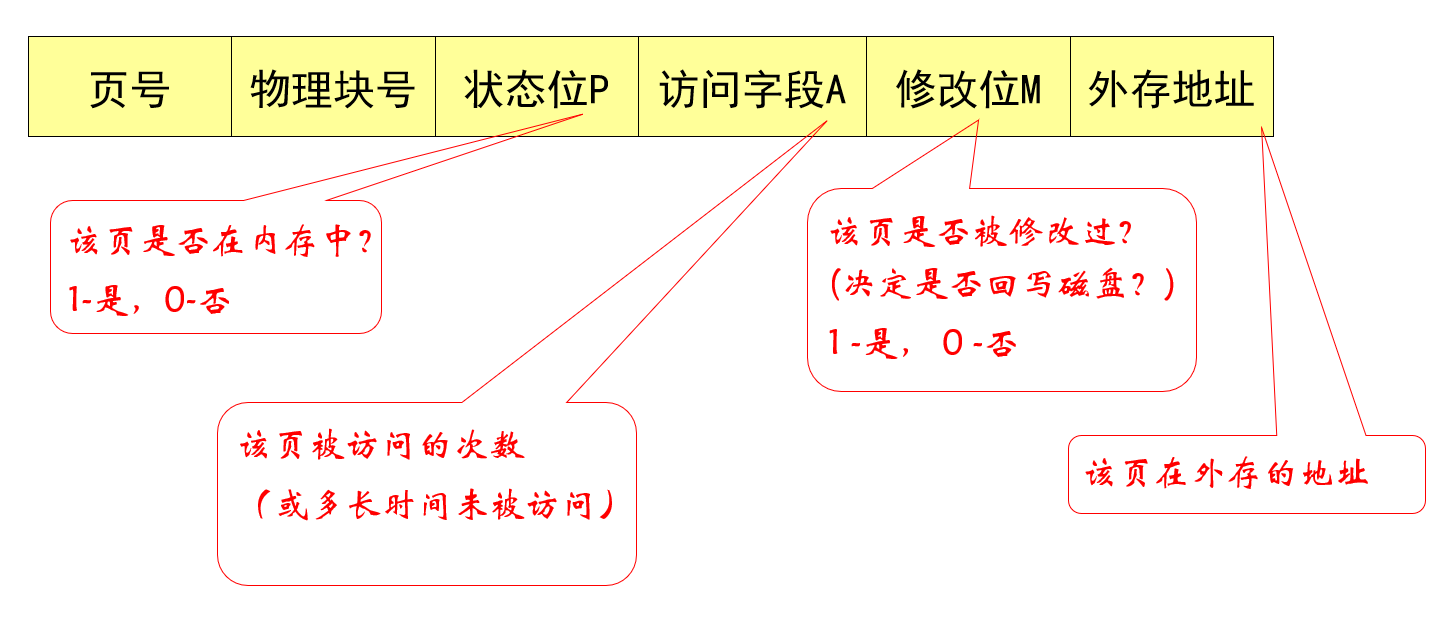 页号 物理块号 状态位P 访问字段A 修改位M 外存地址
该页是否在内存中?
1-是，0-否
该页是否被修改过?
(决定是否回写磁盘? )
1-是， 0-否
该页被访问的次数
（或多长时间未被访问）
该页在外存的地址